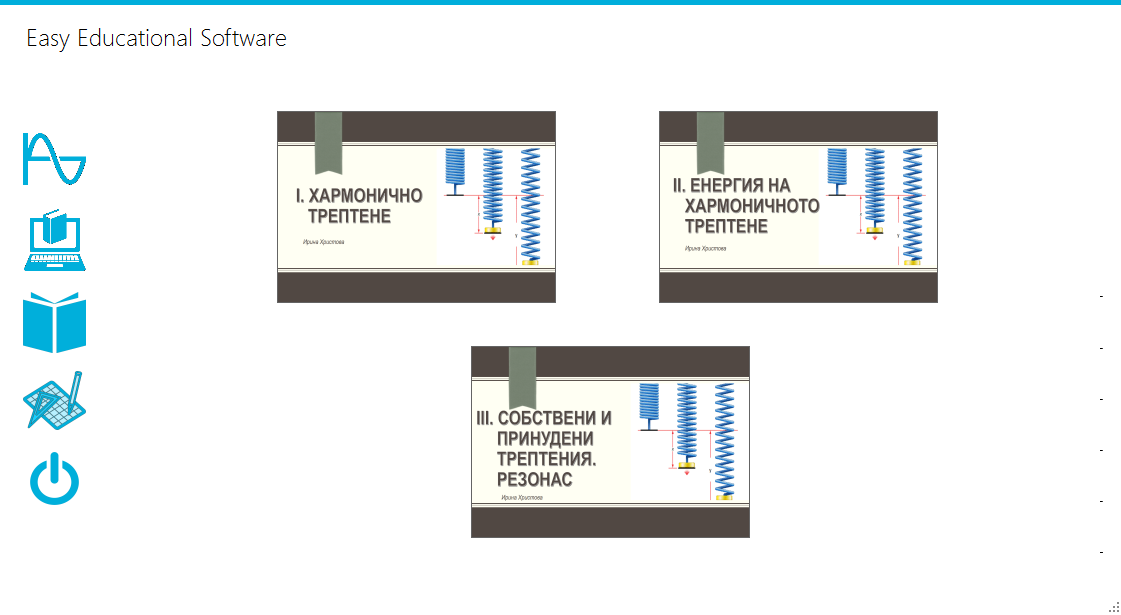 Easy Educational Software
I. ХАРМОНИЧНО
ТРЕПТЕНЕ
Ирина Христова
II. ЕНЕРГИЯ НА
ХАРМОНИЧНОТО
ТРЕПТЕНЕ
Ирина Христова
III. СОБСТВЕНИ И
ПРИНУДЕНИ
ТРЕПТЕНИЯ.
РЕЗОНАС
Ирина Христова